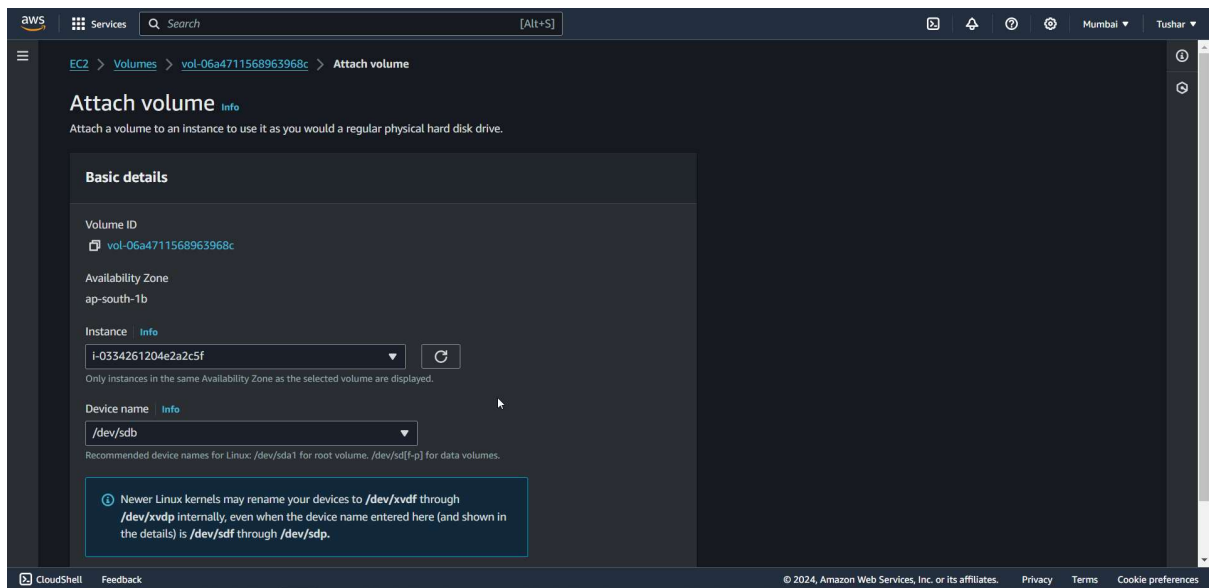 aws Services Search [Alt+S] Mumbai Tushar
EC2 > Volumes > vol-06a4711568963968c > Attach volume
Attach volume Info
Attach a volume to an instance to use it as you would a regular physical hard disk drive.
Basic details
Volume ID
vol-06a4711568963968c
Availability Zone
ap-south-1b
Instance Info
i-0334261204e2a2c5f
Only instances in the same Availability Zone as the selected volume are displayed.
Device name Info
/dev/sdb
Recommended device names for Linux: /dev/sda1 for root volume. /dev/sd[f-p] for data volumes.
Newer Linux kernels may rename your devices to /dev/xvdf through
/dev/xvdp internally, even when the device name entered here (and shown in
the details) is /dev/sdf through /dev/sdp.
CloudShell Feedback © 2024, Amazon Web Services, Inc. or its affiliates. Privacy Terms Cookie preferences